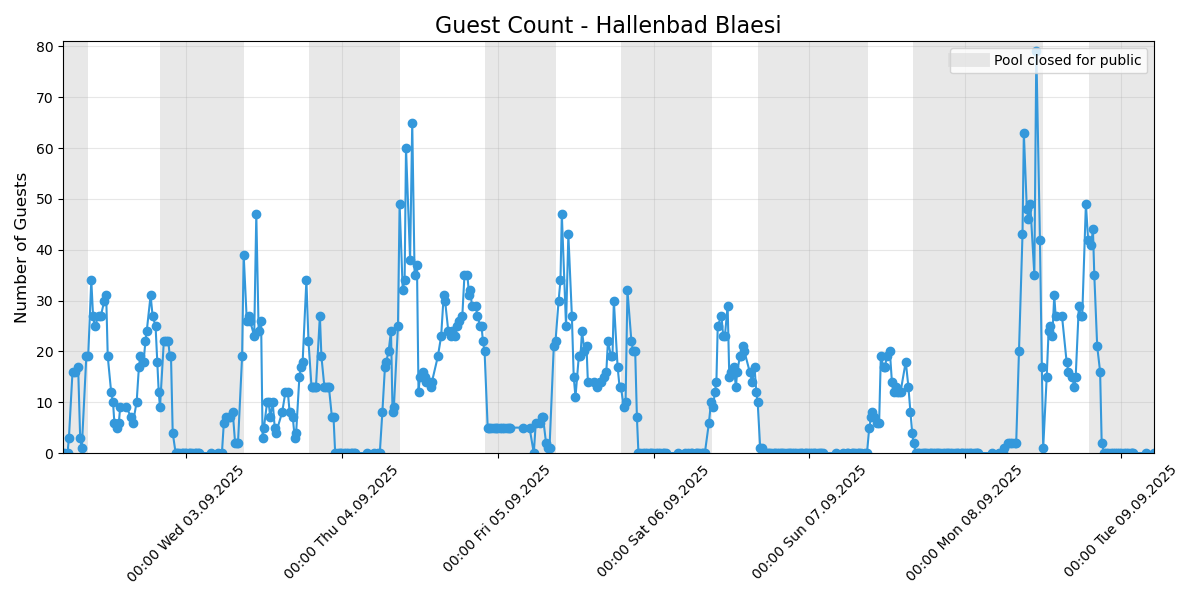 Guest Count - Hallenbad Blaesi
Pool closed for public
Number of Guests
80
70
60
50
40
30
20
10
0
00:00 Wed 03.09.2025
00:00 Thu 04.09.2025
00:00 Fri 05.09.2025
00:00 Sat 06.09.2025
00:00 Sun 07.09.2025
00:00 Mon 08.09.2025
00:00 Tue 09.09.2025